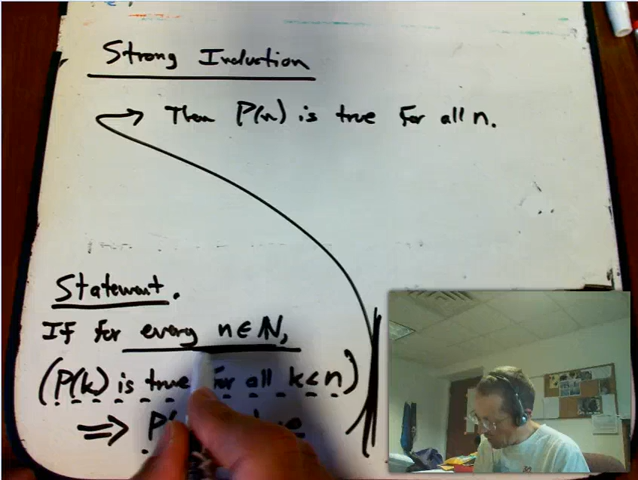 Strong Induction
Then P(n) is true for all n.
Statement.
If for every n ∈ ℕ,
(P(k) is true for all k < n)
⇒ P(